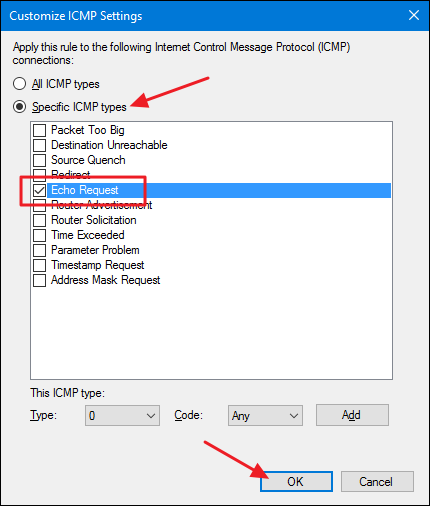 Customize ICMP Settings
Apply this rule to the following Internet Control Message Protocol (ICMP)
connections:
All ICMP types
Specific ICMP types
Packet Too Big
Destination Unreachable
Source Quench
Redirect
Echo Request
Router Advertisement
Router Solicitation
Time Exceeded
Parameter Problem
Timestamp Request
Address Mask Request
This ICMP type:
Type: 0 Code: Any Add
OK Cancel